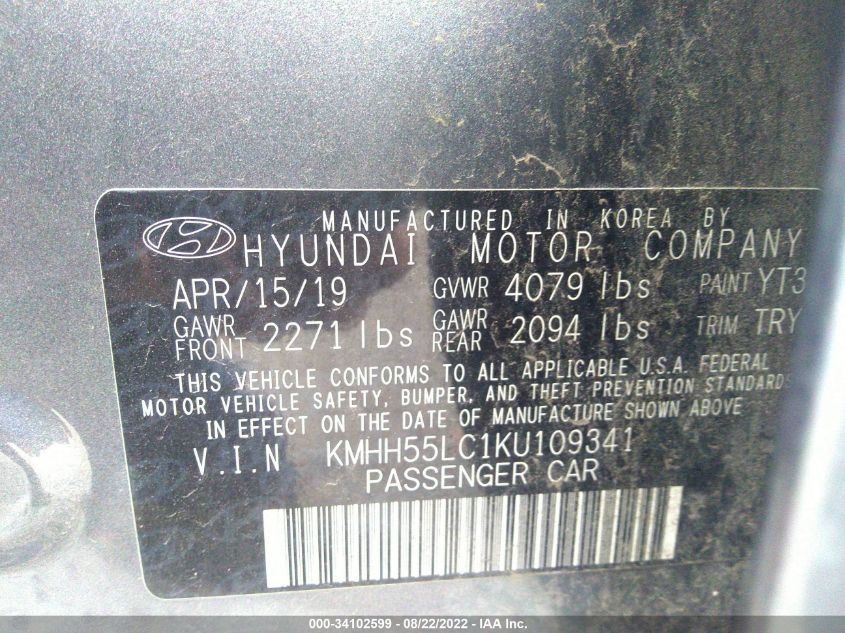 MANUFACTURED IN KOREA BY
HYUNDAI MOTOR COMPANY
APR/15/19 GVWR 4079 lbs PAINT YT3
GAWR FRONT 2271 lbs GAWR REAR 2094 lbs TRIM TRY
THIS VEHICLE CONFORMS TO ALL APPLICABLE U.S.A. FEDERAL
MOTOR VEHICLE SAFETY, BUMPER, AND THEFT PREVENTION STANDARDS
IN EFFECT ON THE DATE OF MANUFACTURE SHOWN ABOVE
V.I.N KMHH55LC1KU109341
PASSENGER CAR
000-34102599 - 08/22/2022 - IAA Inc.